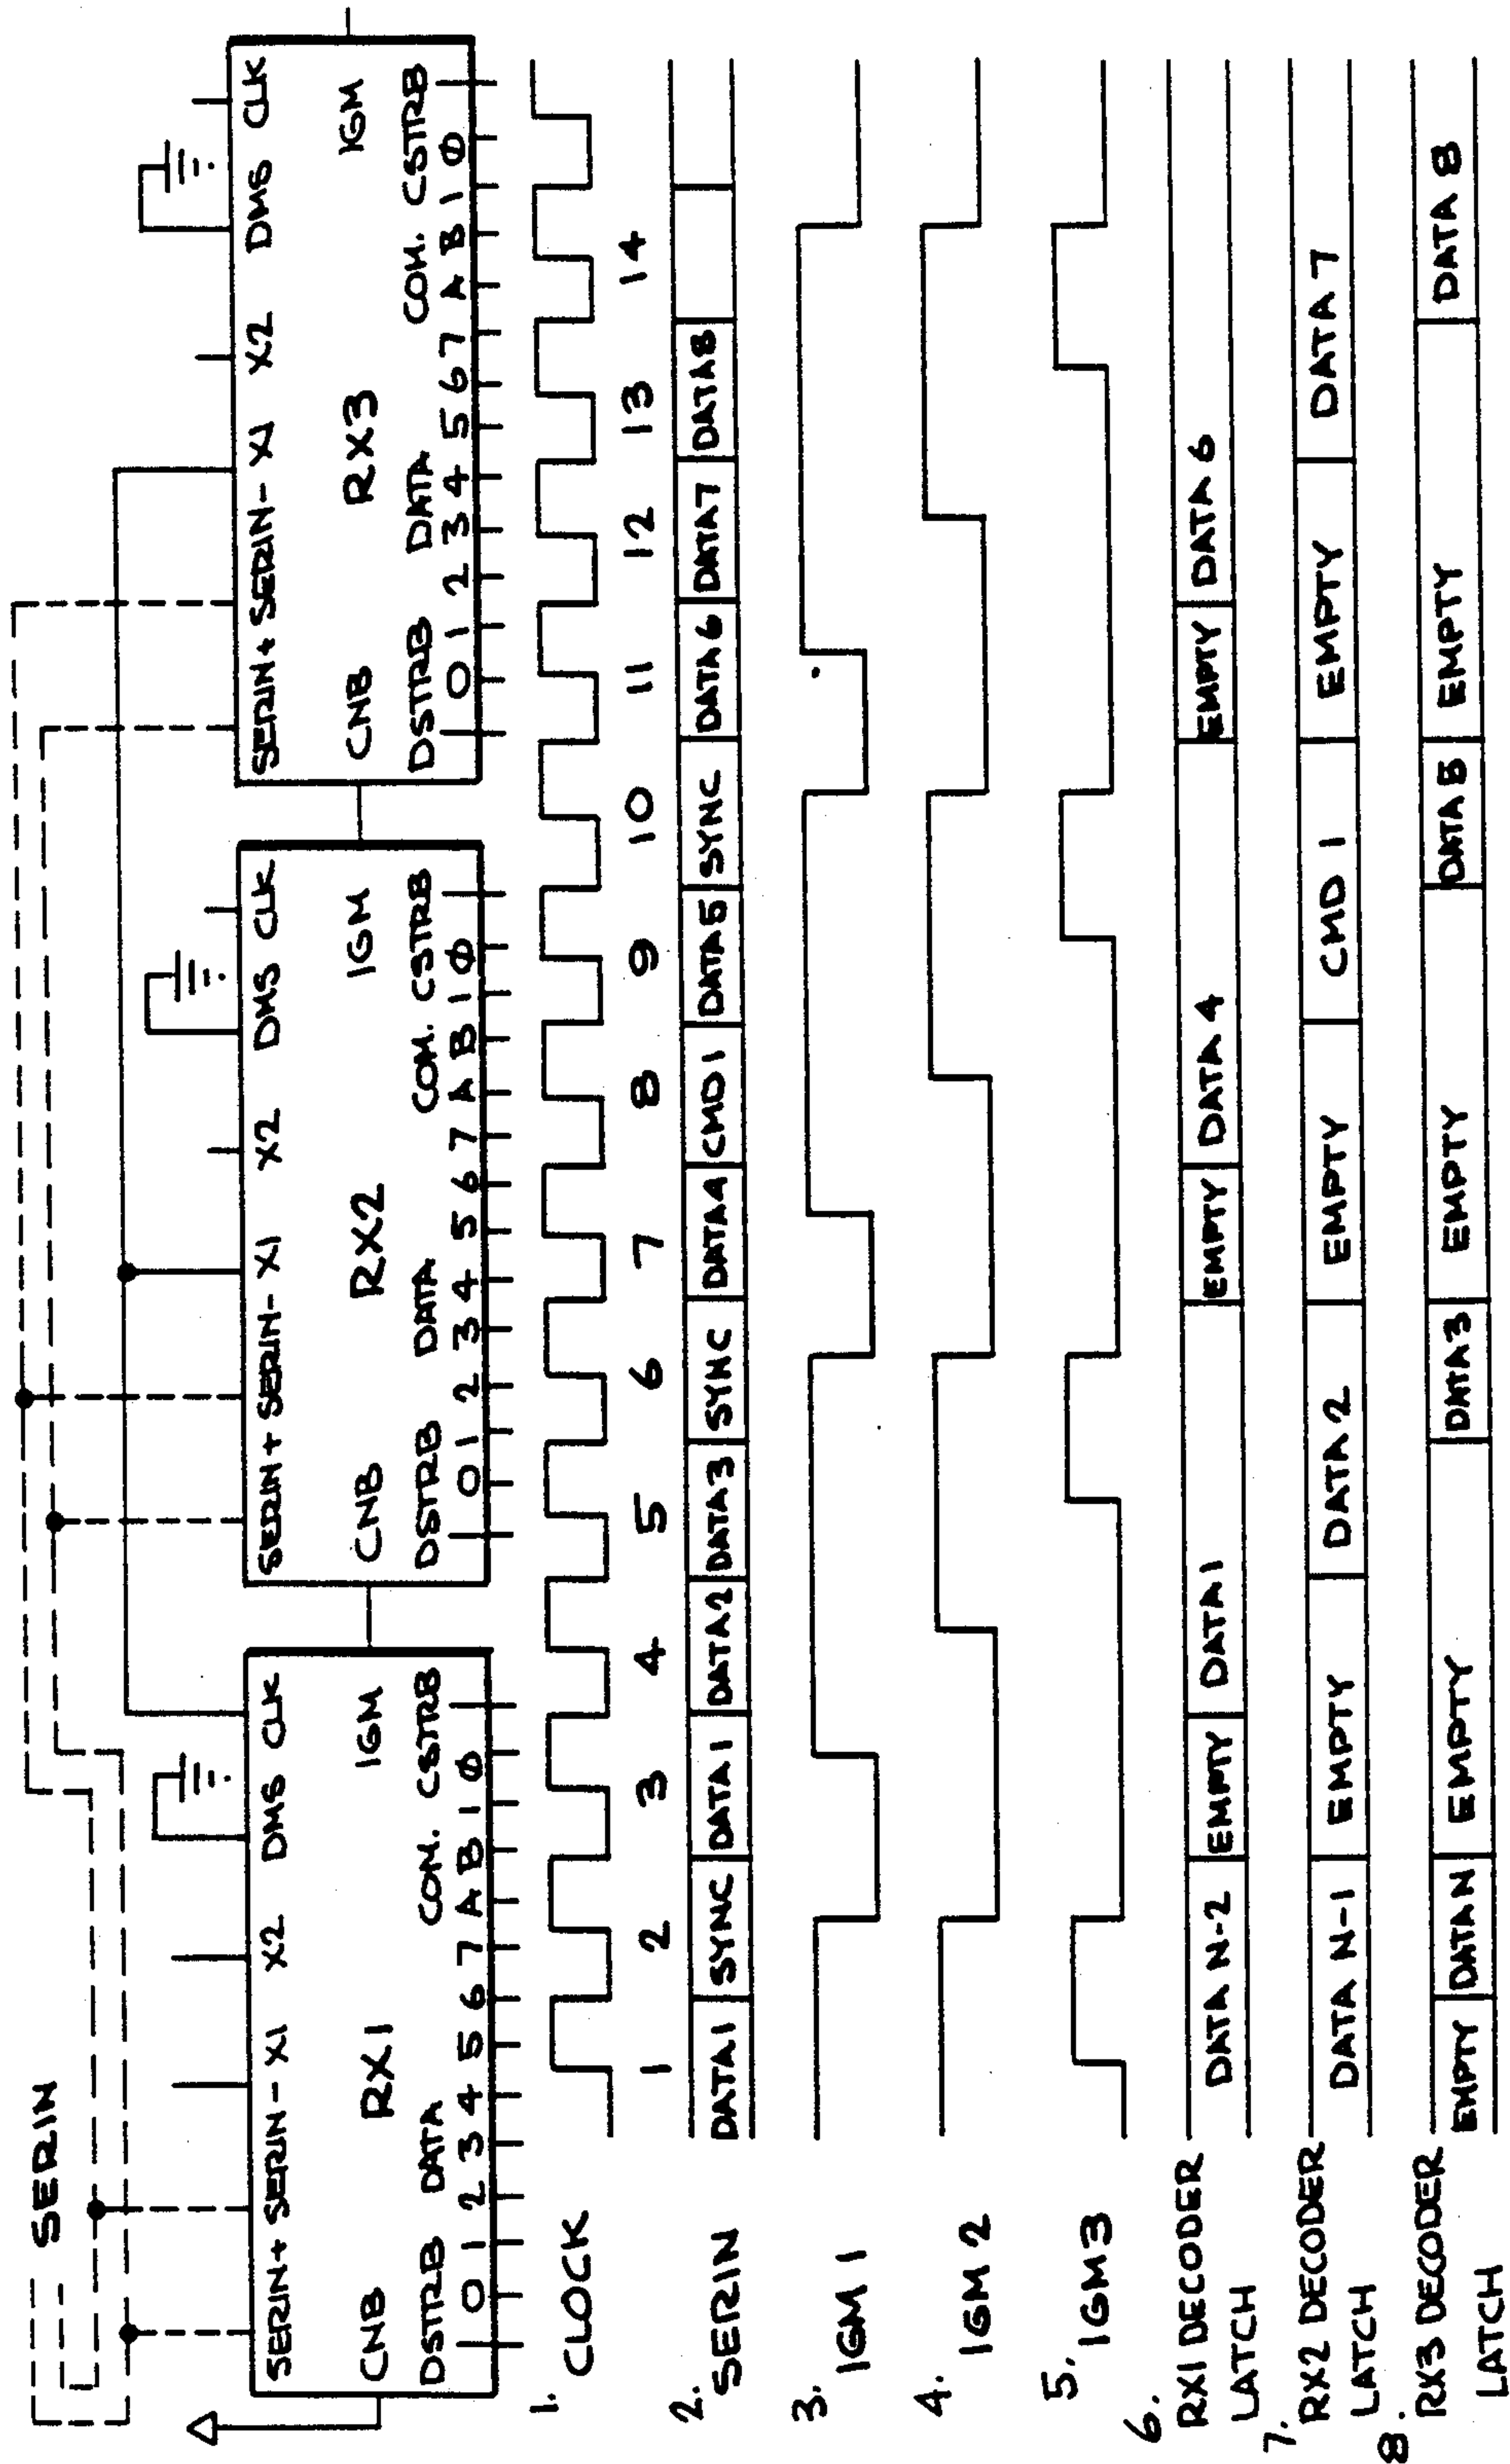 SERIN
SERIN+ SERIN- X1 X2 DMS CLK
CNB RX1 IGM
DSTRB DATA COM. CSTRB
0 1 2 3 4 5 6 7 A B 1 Φ
SERIN+ SERIN- X1 X2 DMS CLK
CNB RX2 IGM
DSTRB DATA COM. CSTRB
0 1 2 3 4 5 6 7 A B 1 Φ
SERIN+ SERIN- X1 X2 DMS CLK
CNB RX3 IGM
DSTRB DATA COM. CSTRB
0 1 2 3 4 5 6 7 A B 1 Φ
1. CLOCK
1 2 3 4 5 6 7 8 9 10 11 12 13 14
2. SERIN DATA1 SYNC DATA1 DATA2 DATA3 SYNC DATA4 CMD1 DATA5 SYNC DATA6 DATA7 DATA8
3. IGM 1
4. IGM 2
5. IGM3
6. RX1 DECODER LATCH DATA N-2 EMPTY DATA1 EMPTY DATA 4 EMPTY DATA 6
7. RX2 DECODER LATCH DATA N-1 EMPTY DATA 2 EMPTY CMD 1 EMPTY DATA 7
8. RX3 DECODER LATCH EMPTY DATA N EMPTY DATA3 EMPTY DATA 5 EMPTY DATA 8